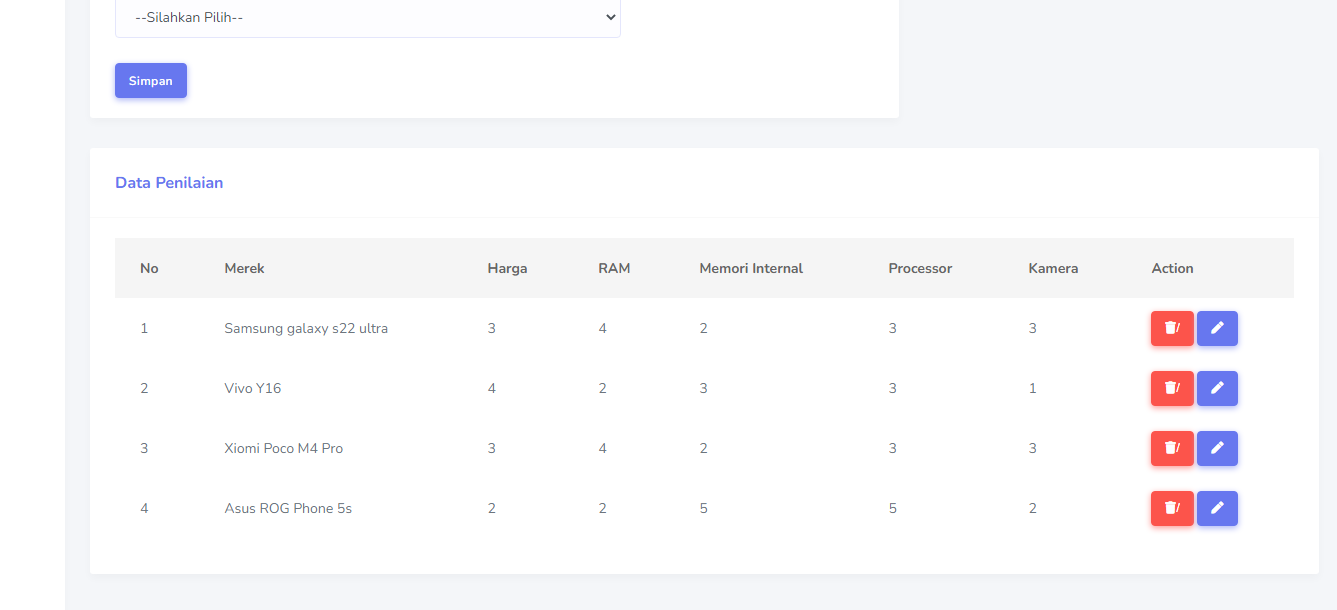 --Silahkan Pilih--
Simpan
Data Penilaian
No Merek Harga RAM Memori Internal Processor Kamera Action
1 Samsung galaxy s22 ultra 3 4 2 3 3 /
2 Vivo Y16 4 2 3 3 1 /
3 Xiomi Poco M4 Pro 3 4 2 3 3 /
4 Asus ROG Phone 5s 2 2 5 5 2 /